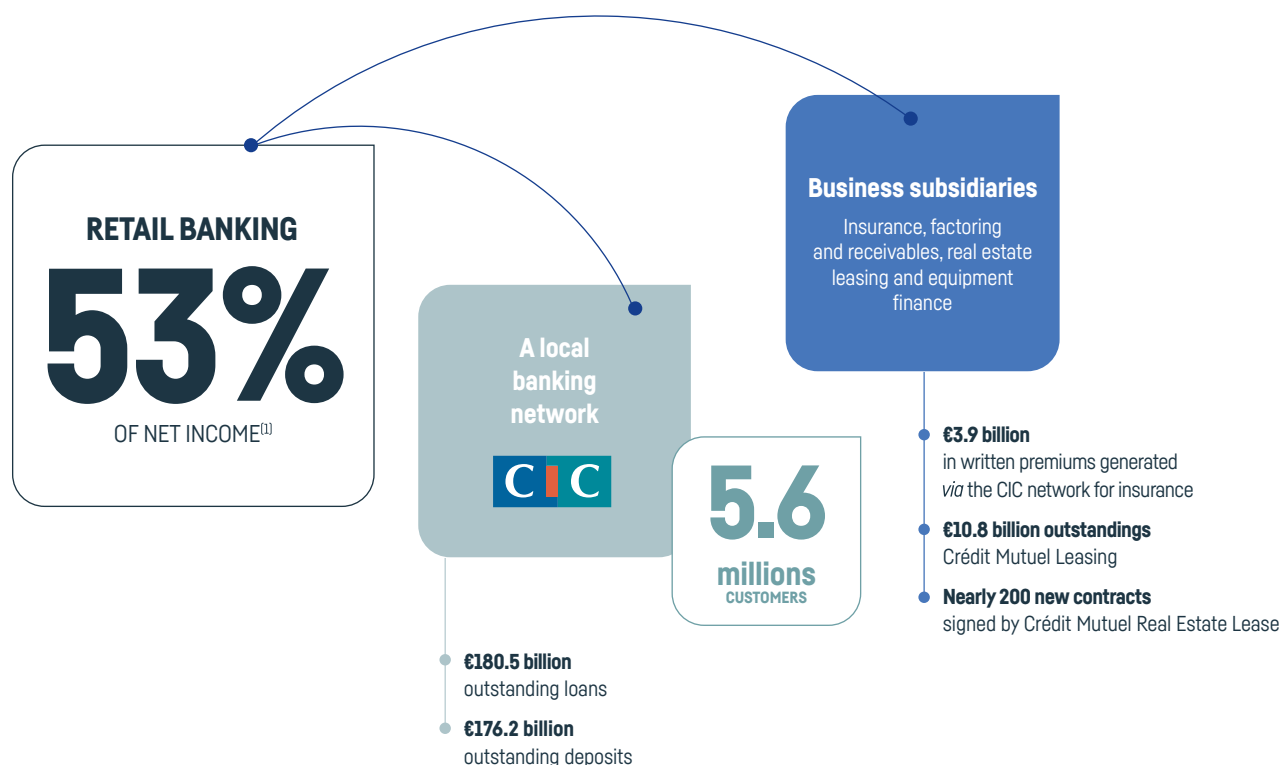 RETAIL BANKING
53%
OF NET INCOME(1)
A local
banking
network
CIC
5.6
millions
CUSTOMERS
€180.5 billion
outstanding loans
€176.2 billion
outstanding deposits
Business subsidiaries
Insurance, factoring
and receivables, real estate
leasing and equipment
finance
€3.9 billion
in written premiums generated
via the CIC network for insurance
€10.8 billion outstandings
Crédit Mutuel Leasing
Nearly 200 new contracts
signed by Crédit Mutuel Real Estate Lease